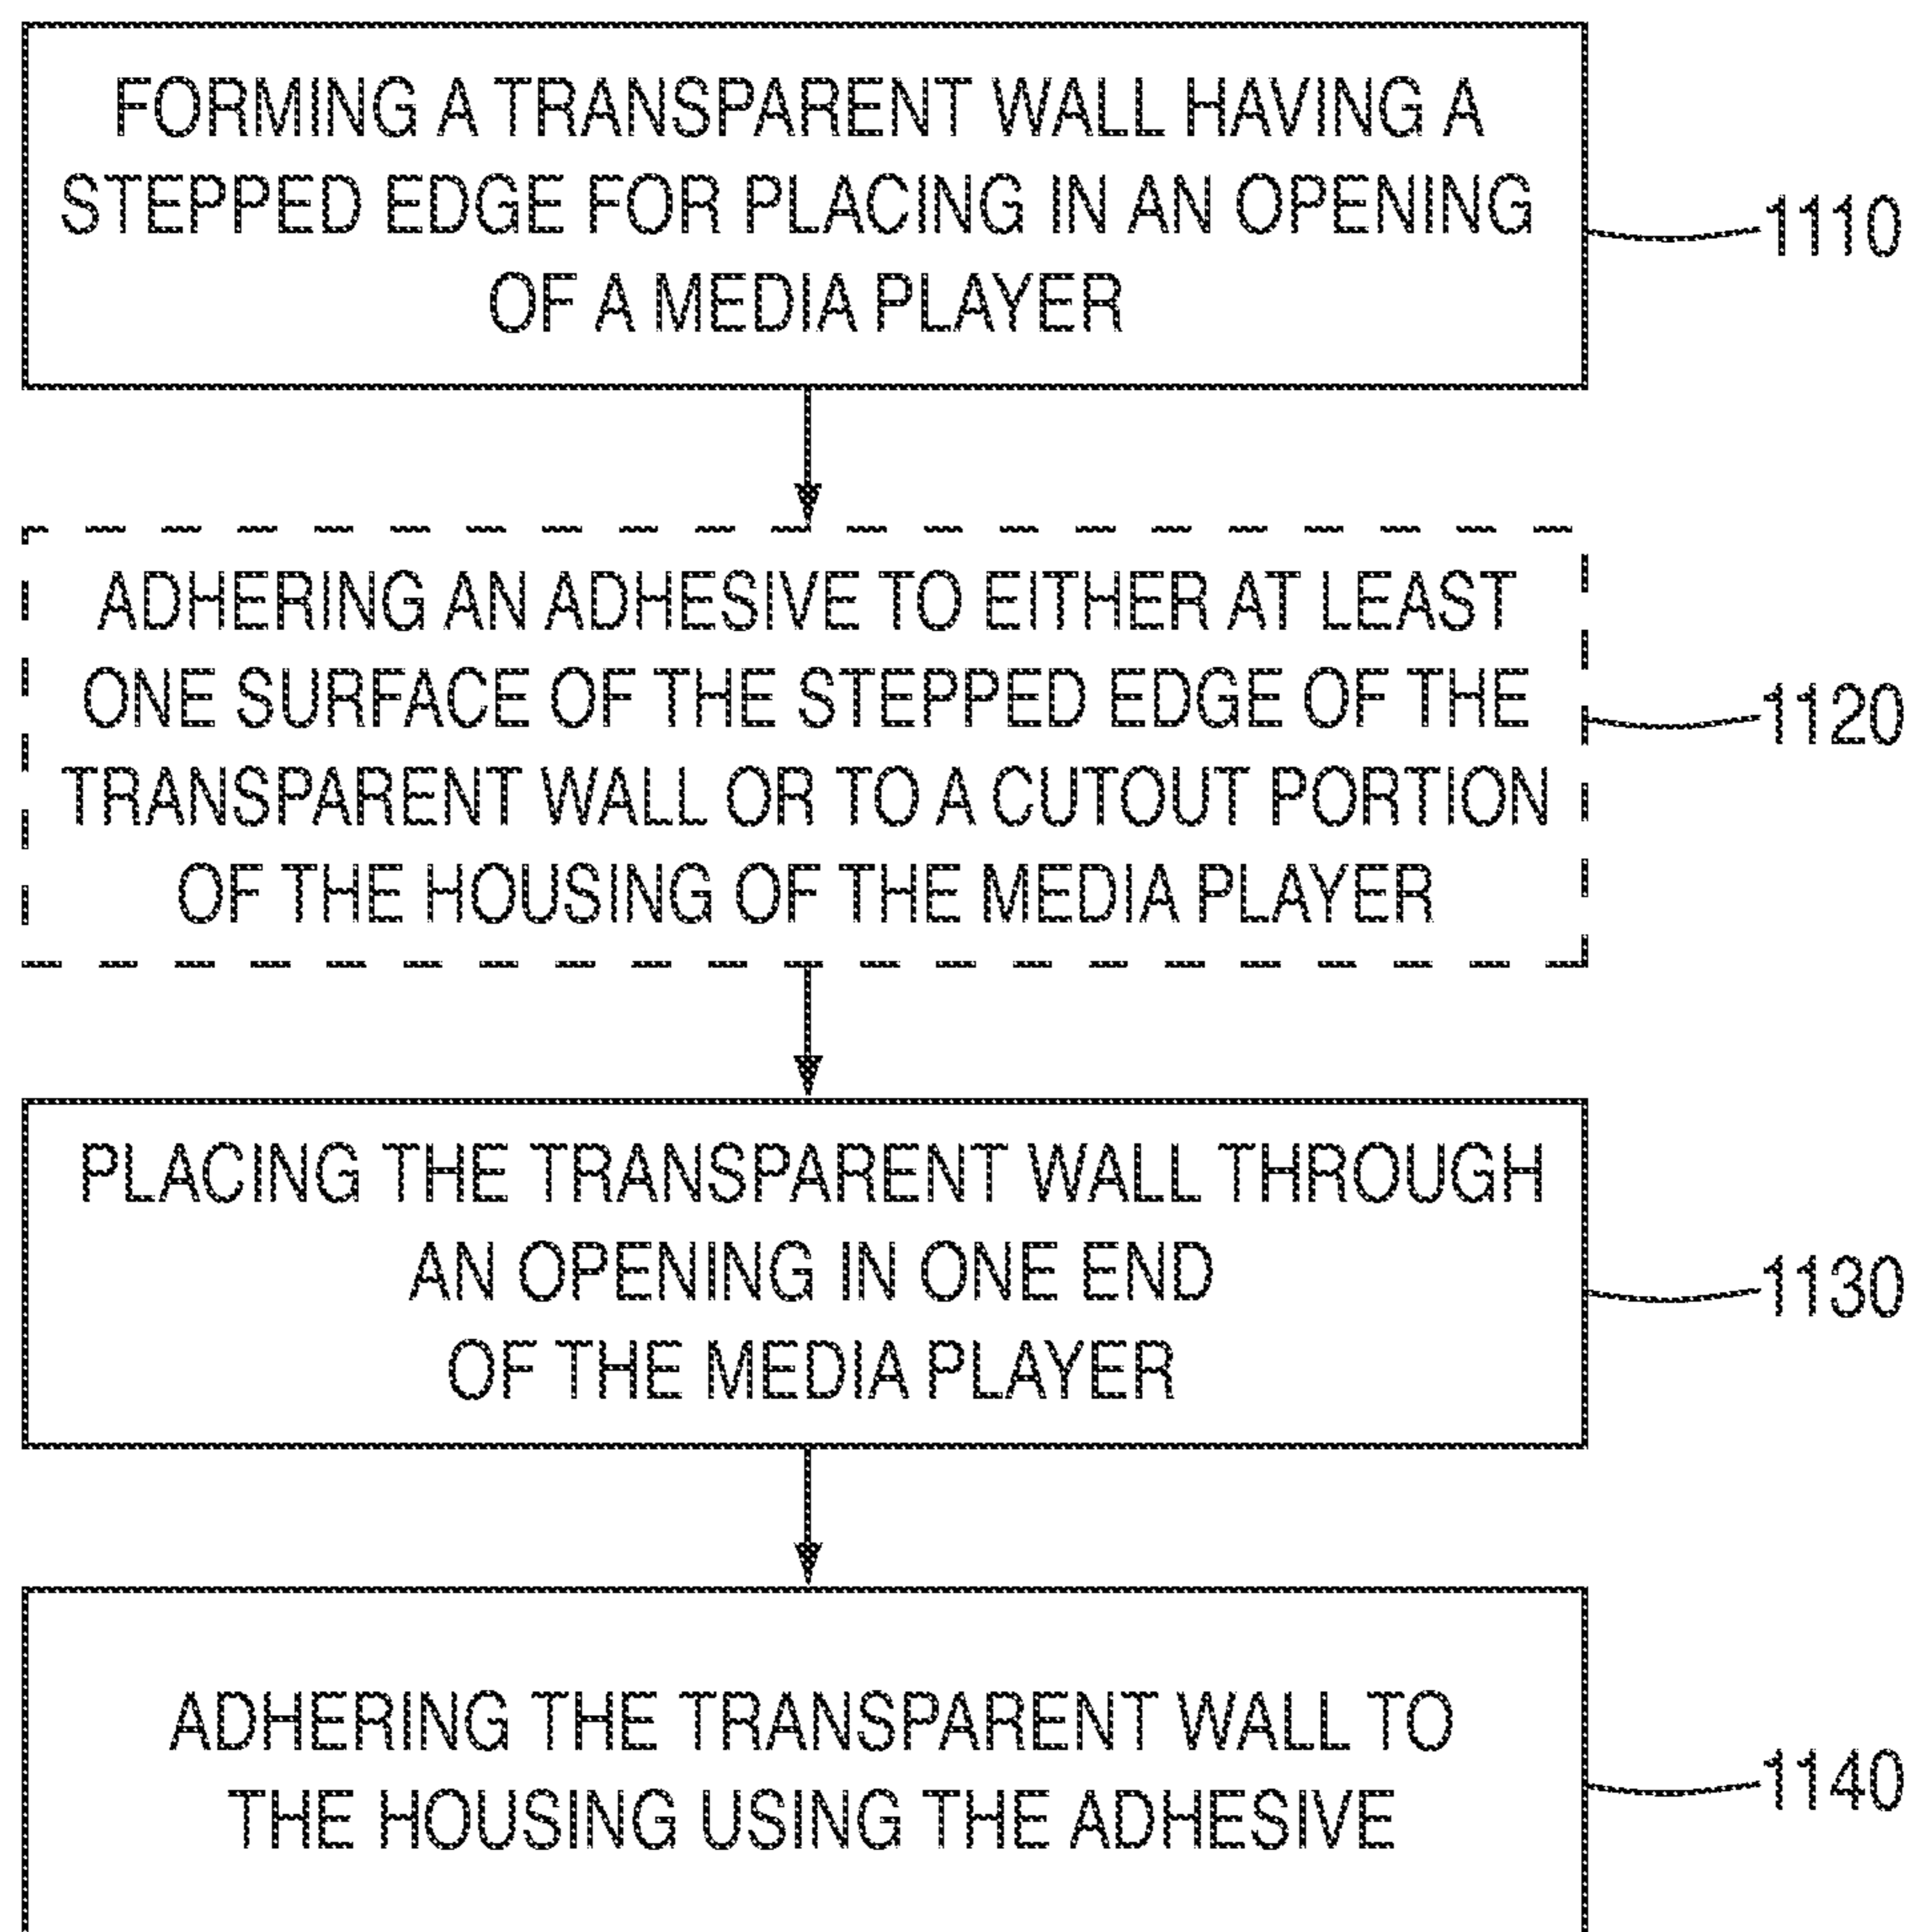 FORMING A TRANSPARENT WALL HAVING A
STEPPED EDGE FOR PLACING IN AN OPENING
OF A MEDIA PLAYER
1110
ADHERING AN ADHESIVE TO EITHER AT LEAST
ONE SURFACE OF THE STEPPED EDGE OF THE
TRANSPARENT WALL OR TO A CUTOUT PORTION
OF THE HOUSING OF THE MEDIA PLAYER
1120
PLACING THE TRANSPARENT WALL THROUGH
AN OPENING IN ONE END
OF THE MEDIA PLAYER
1130
ADHERING THE TRANSPARENT WALL TO
THE HOUSING USING THE ADHESIVE
1140